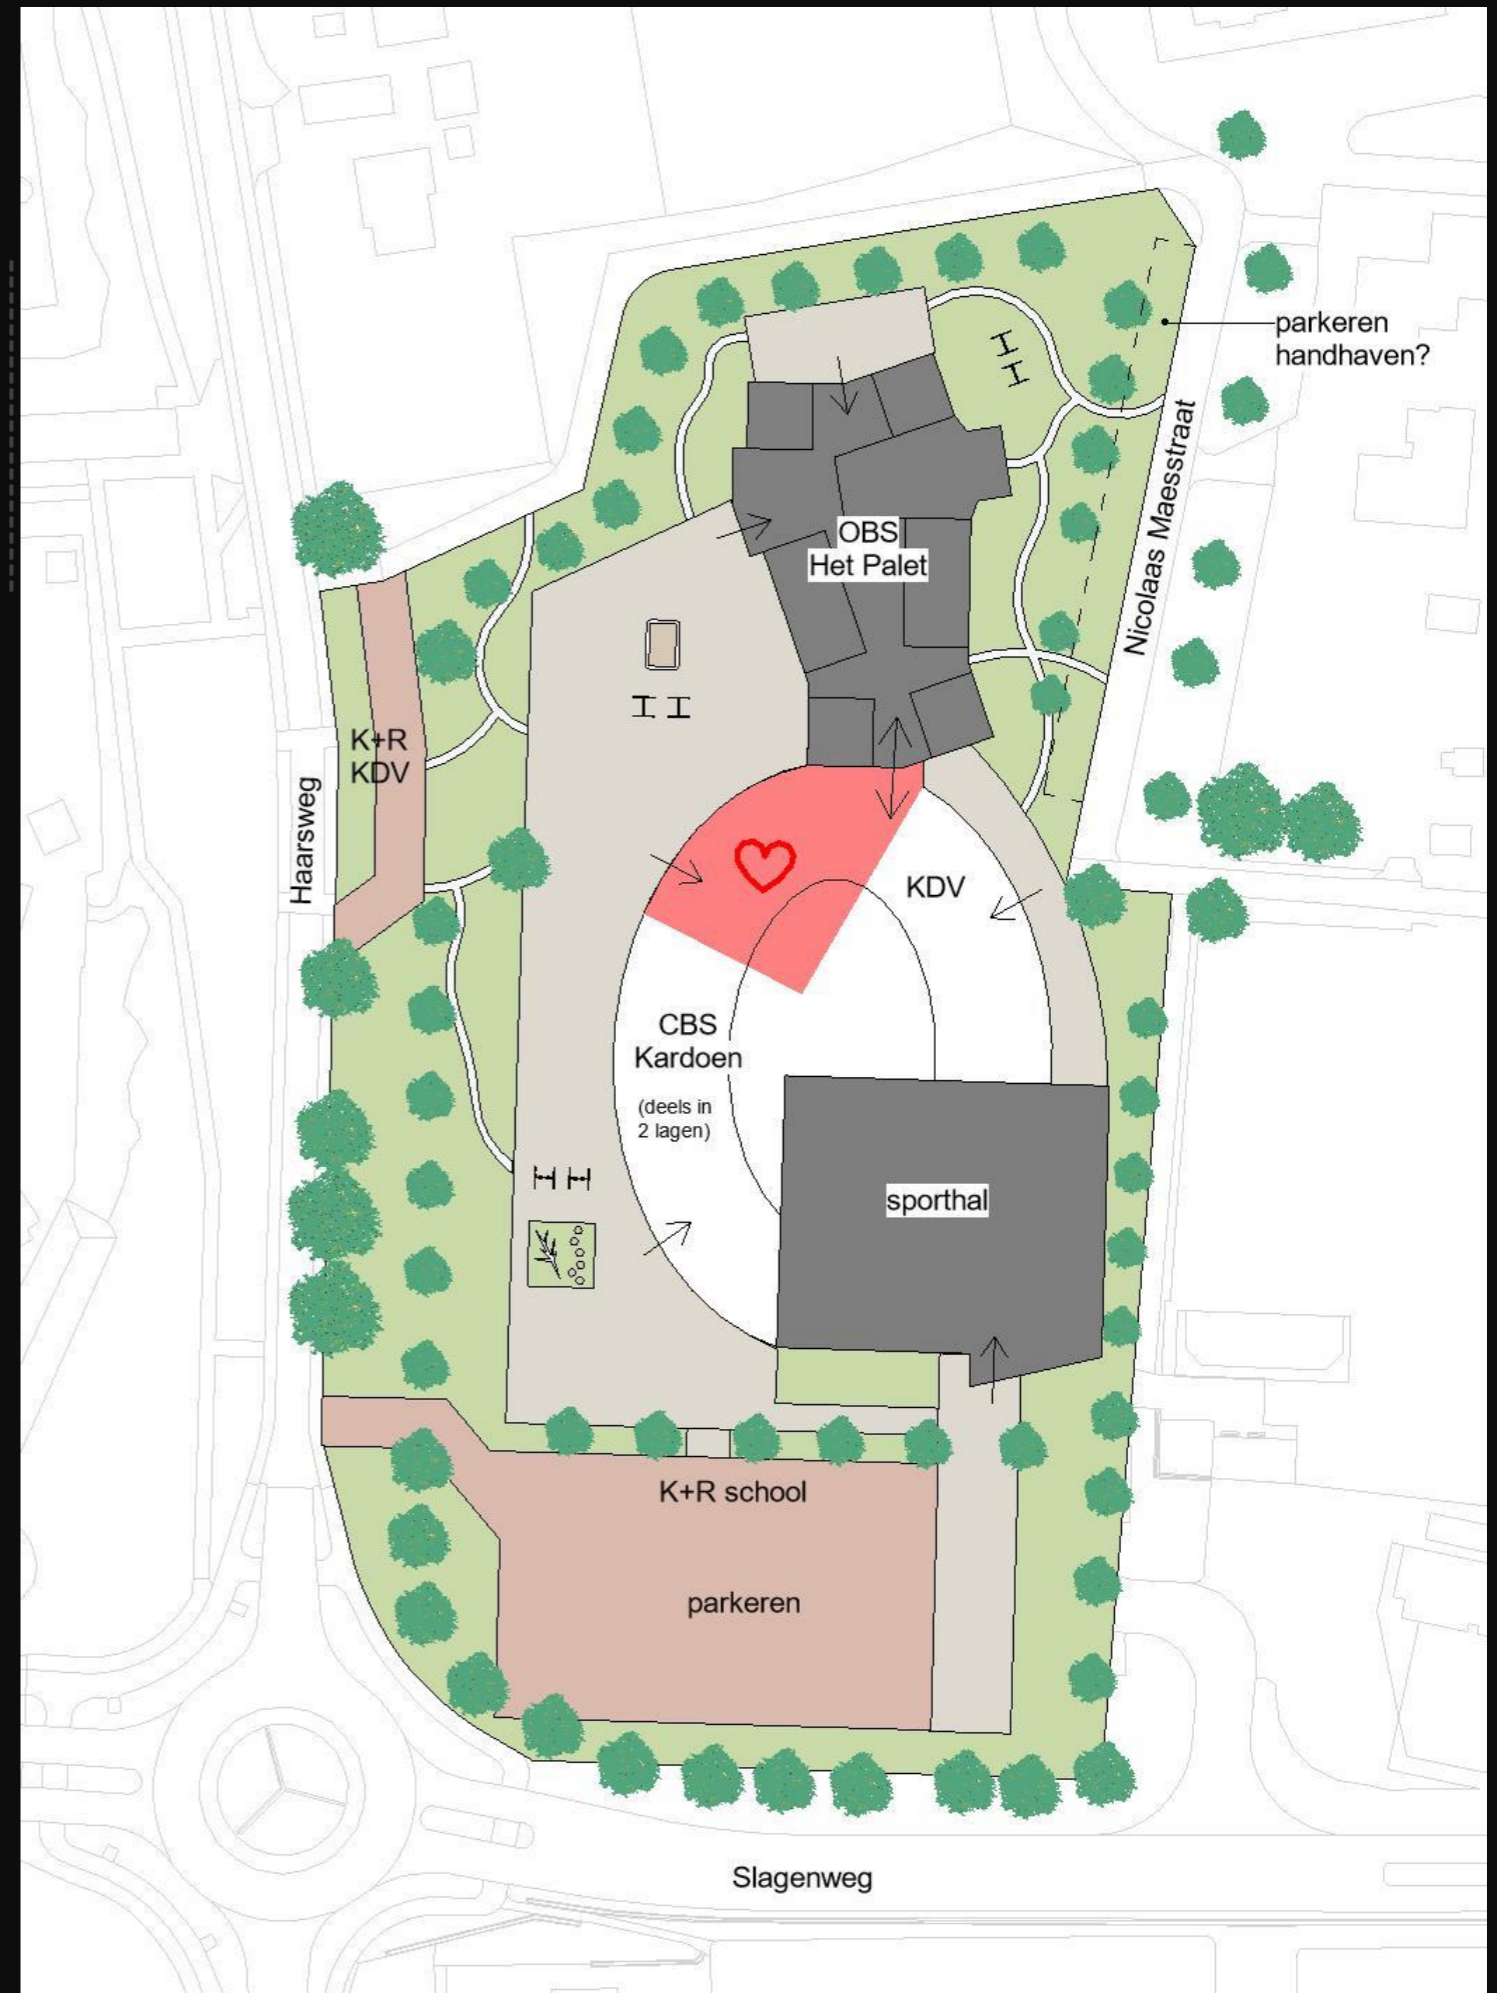 parkeren
handhaven?
Nicolaas Maesstraat
OBS
Het Palet
K+R
KDV
Haarsweg
KDV
CBS
Kardoen
(deels in
2 lagen)
sporthal
K+R school
parkeren
Slagenweg